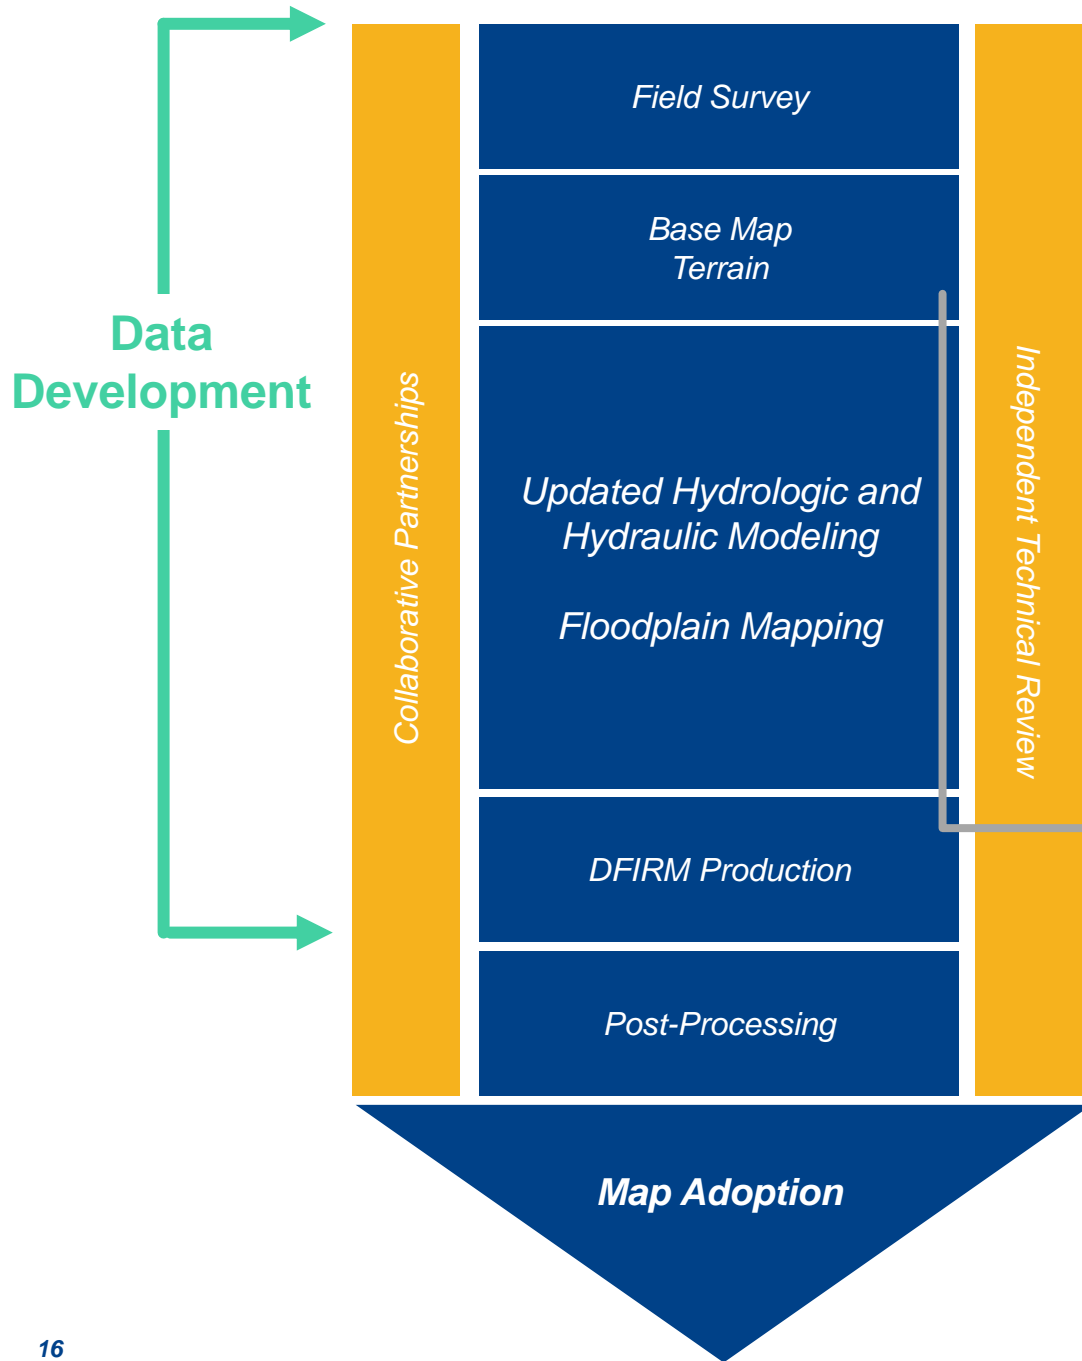 Data
Development
Collaborative Partnerships
Field Survey
Base Map
Terrain
Updated Hydrologic and
Hydraulic Modeling
Floodplain Mapping
DFIRM Production
Post-Processing
Independent Technical Review
Map Adoption
16